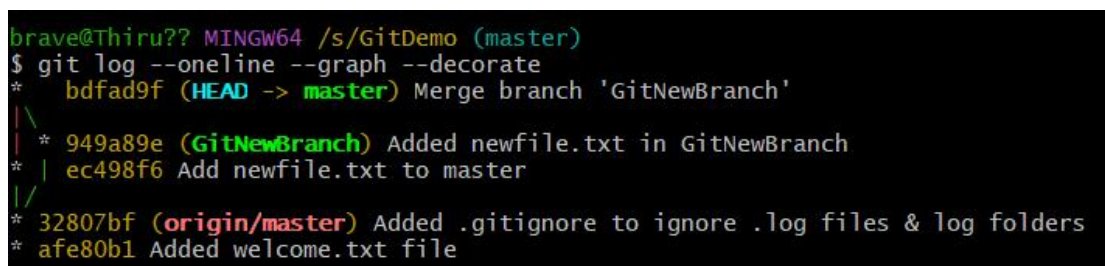 brave@Thiru?? MINGW64 /s/GitDemo (master)
$ git log --oneline --graph --decorate
*   bdfad9f (HEAD -> master) Merge branch 'GitNewBranch'
|\
| * 949a89e (GitNewBranch) Added newfile.txt in GitNewBranch
* | ec498f6 Add newfile.txt to master
|/
* 32807bf (origin/master) Added .gitignore to ignore .log files & log folders
* afe80b1 Added welcome.txt file